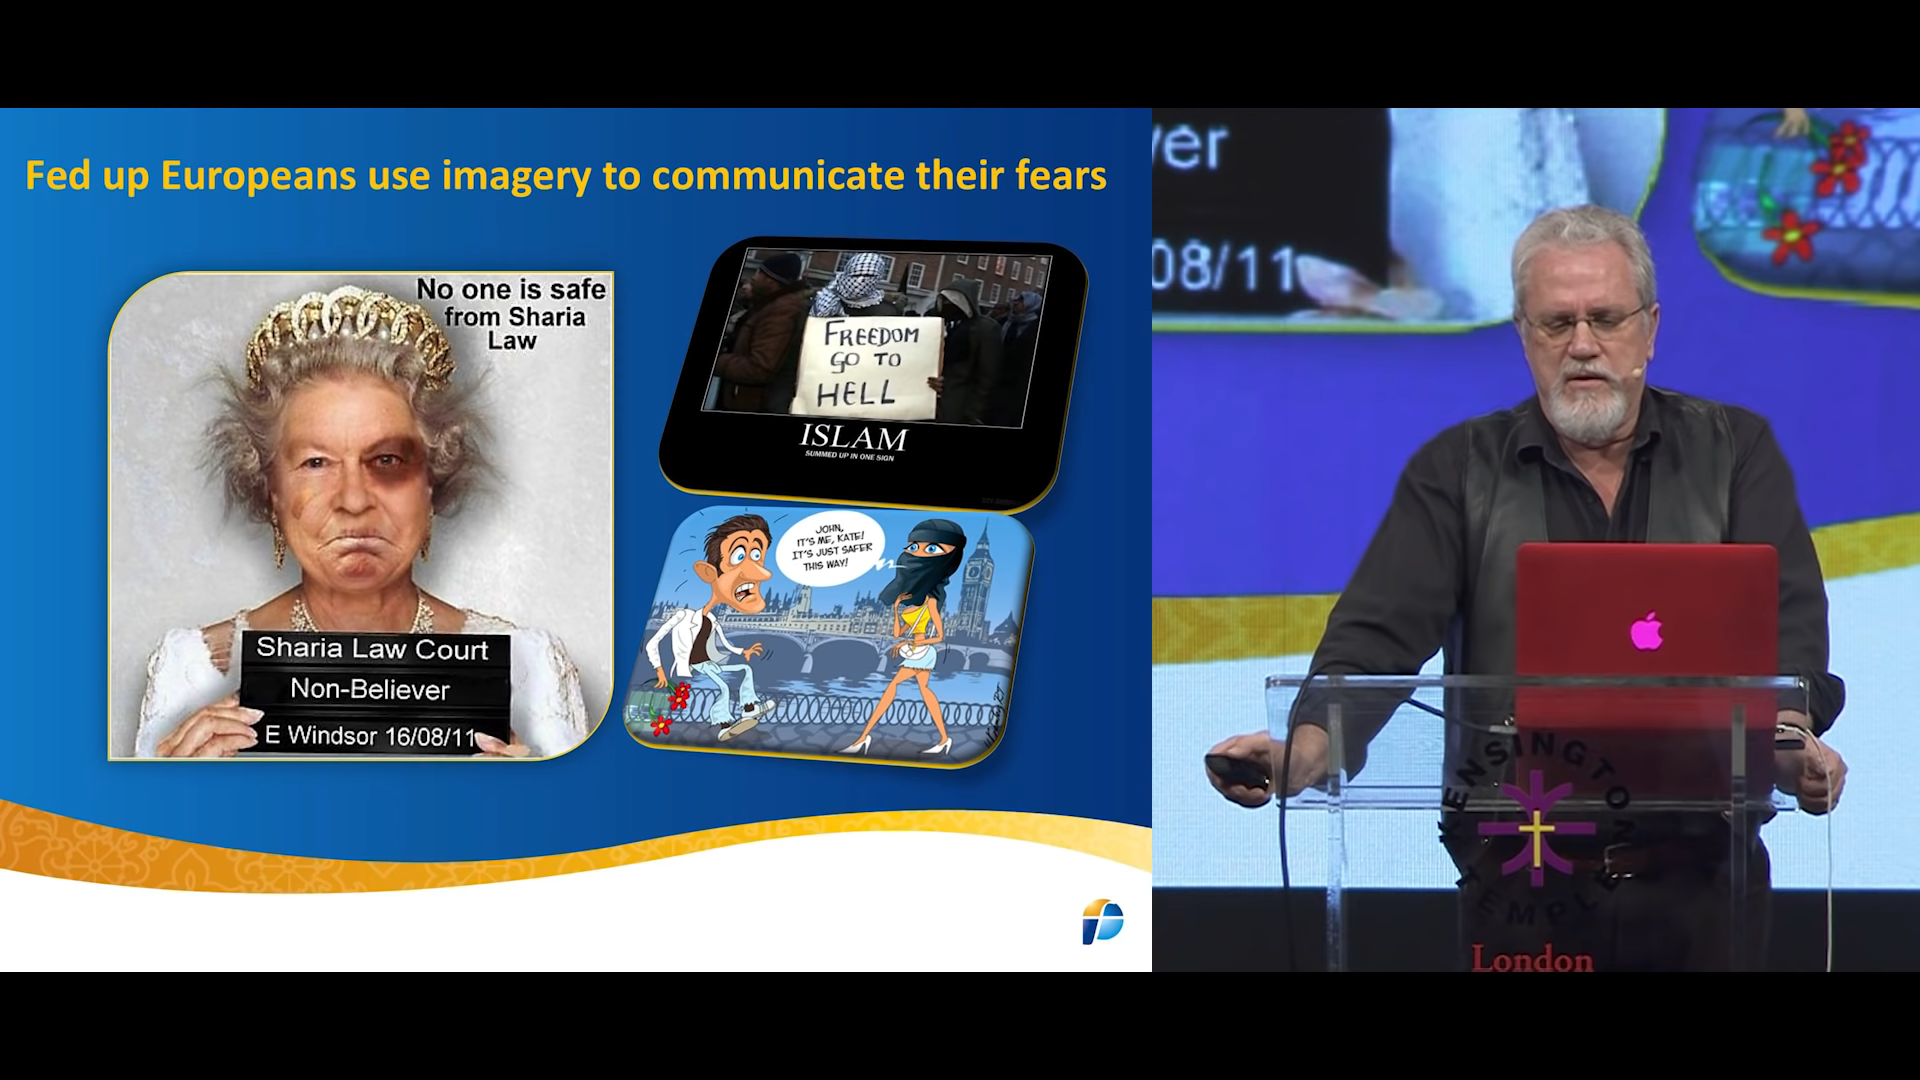 Fed up Europeans use imagery to communicate their fears
No one is safe
from Sharia
Law
Sharia Law Court
Non-Believer
E Windsor 16/08/11
FREEDOM
GO TO
HELL
ISLAM
SUMMED UP IN ONE SIGN
JOHN,
IT'S ME, KATE!
IT'S JUST SAFER
THIS WAY!
ver
08/11
KENSINGTON
TEMPLE
London